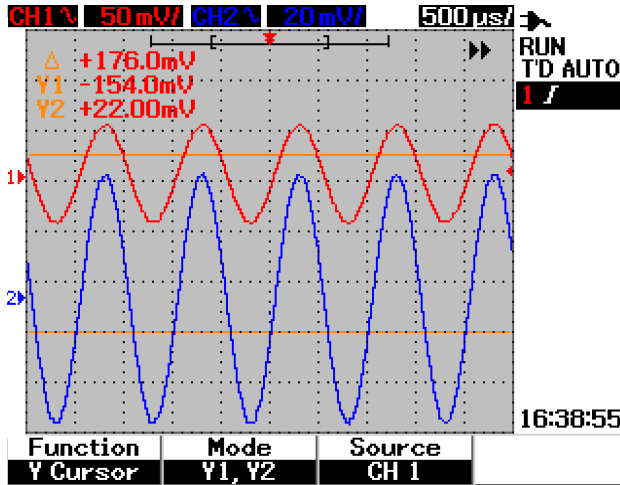 CH1∿ 50mV/ CH2∿ 20mV/ 500µs/
RUN
T'D AUTO
1
Δ +176.0mV
Y1 -154.0mV
Y2 +22.00mV
1
2
16:38:55
Function Mode Source
Y Cursor Y1,Y2 CH 1